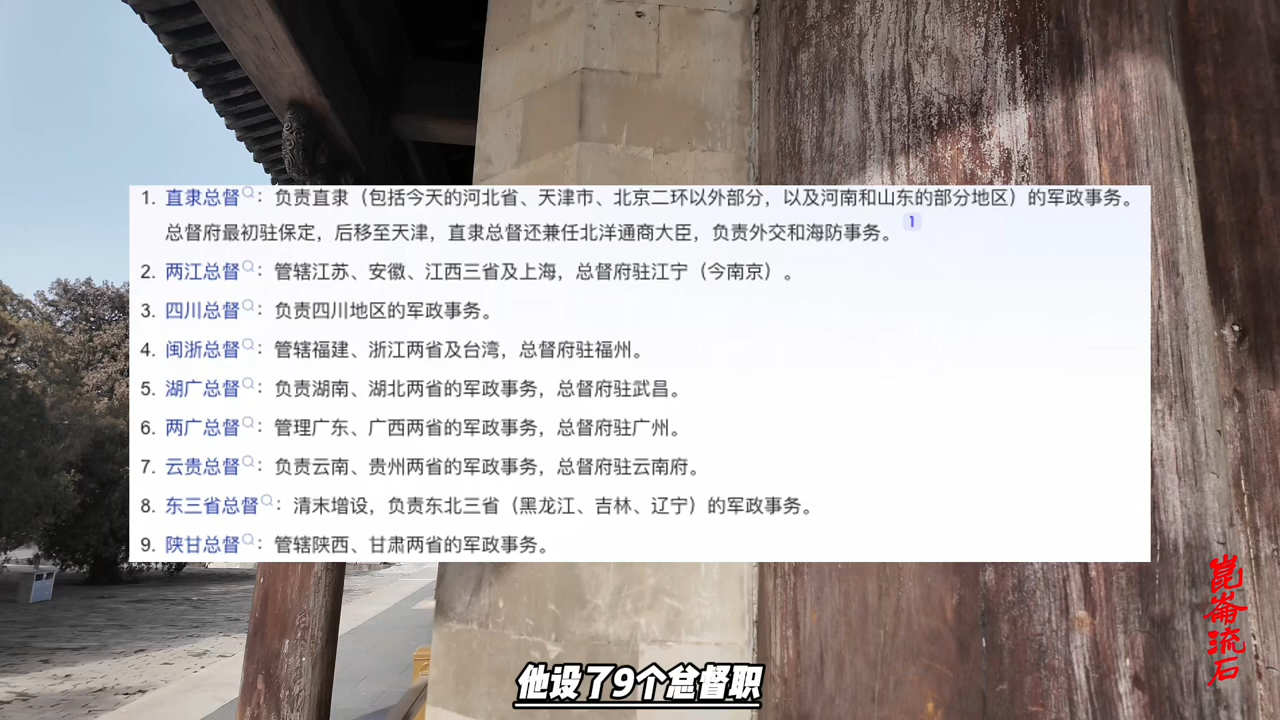 1. 直隶总督：负责直隶（包括今天的河北省、天津市、北京二环以外部分，以及河南和山东的部分地区）的军政事务。
总督府最初驻保定，后移至天津，直隶总督还兼任北洋通商大臣，负责外交和海防事务。 1
2. 两江总督：管辖江苏、安徽、江西三省及上海，总督府驻江宁（今南京）。
3. 四川总督：负责四川地区的军政事务。
4. 闽浙总督：管辖福建、浙江两省及台湾，总督府驻福州。
5. 湖广总督：负责湖南、湖北两省的军政事务，总督府驻武昌。
6. 两广总督：管理广东、广西两省的军政事务，总督府驻广州。
7. 云贵总督：负责云南、贵州两省的军政事务，总督府驻云南府。
8. 东三省总督：清末增设，负责东北三省（黑龙江、吉林、辽宁）的军政事务。
9. 陕甘总督：管辖陕西、甘肃两省的军政事务。
崑崙流石
他设了9个总督职